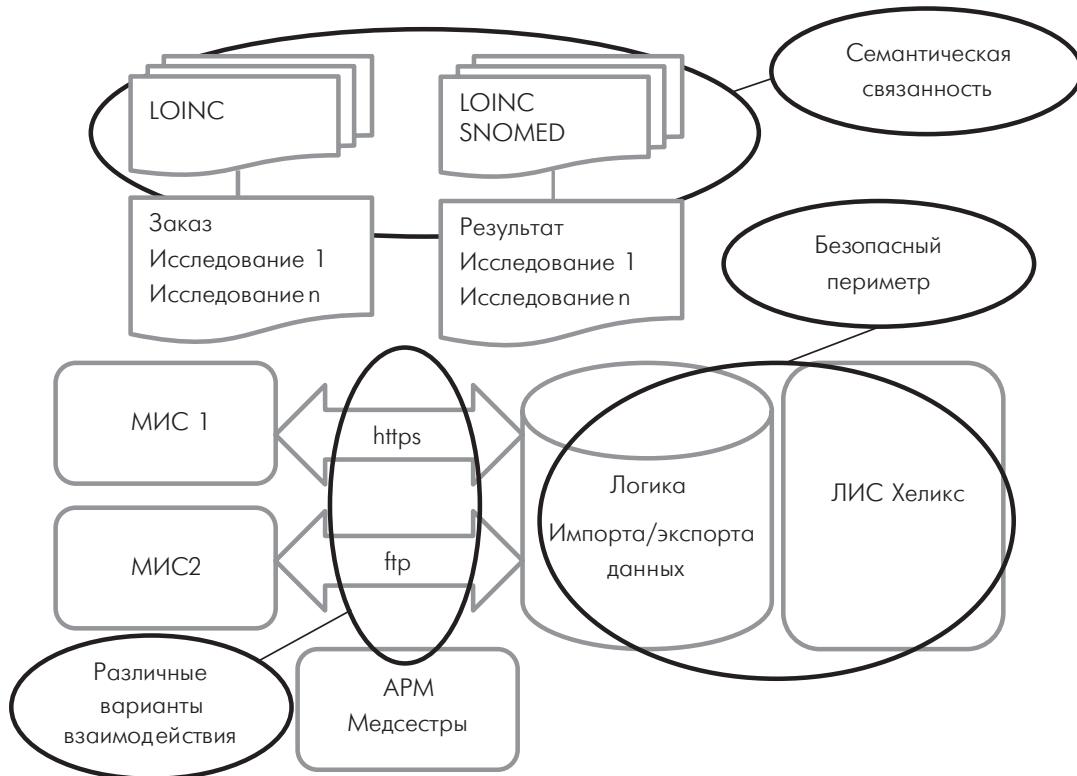 LOINC
LOINC
SNOMED
Семантическая
связанность
Заказ
Исследование 1
Исследование n
Результат
Исследование 1
Исследование n
Безопасный
периметр
МИС 1
https
МИС2
ftp
Логика
Импорта/экспорта
данных
ЛИС Хеликс
Различные
варианты
взаимодействия
АРМ
Медсестры